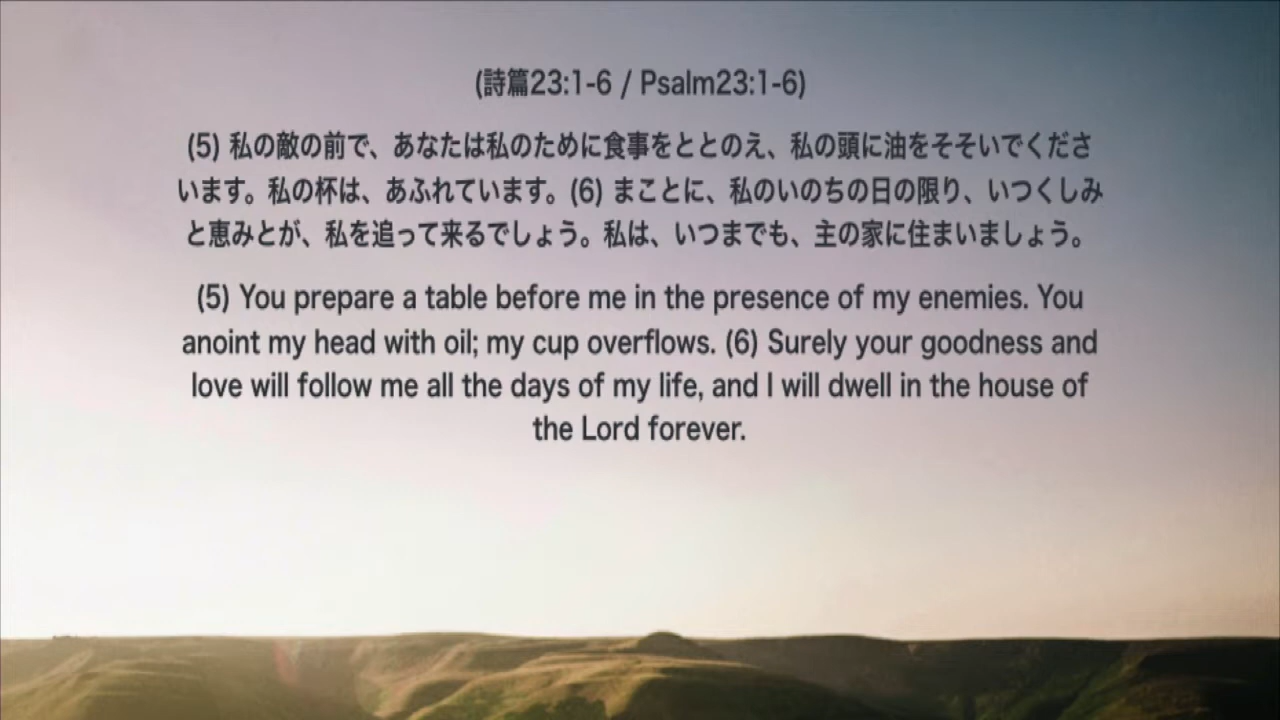 (詩篇23:1-6 / Psalm23:1-6)
(5) 私の敵の前で、あなたは私のために食事をととのえ、私の頭に油をそそいでくださ
います。私の杯は、あふれています。(6) まことに、私のいのちの日の限り、いつくしみ
と恵みとが、私を追って来るでしょう。私は、いつまでも、主の家に住まいましょう。
(5) You prepare a table before me in the presence of my enemies. You
anoint my head with oil; my cup overflows. (6) Surely your goodness and
love will follow me all the days of my life, and I will dwell in the house of
the Lord forever.